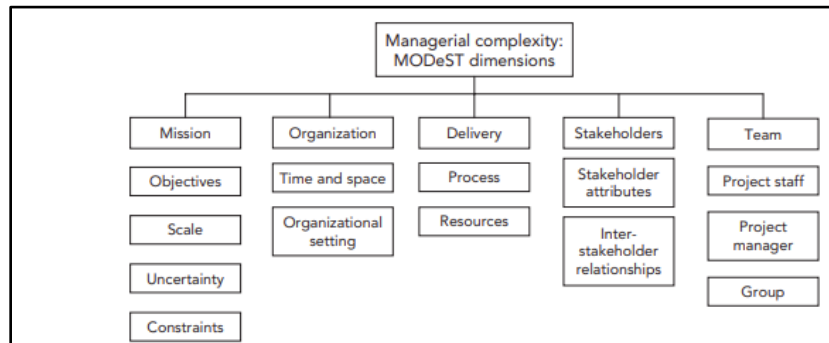 Managerial complexity:
MODeST dimensions
Mission
Objectives
Scale
Uncertainty
Constraints
Organization
Time and space
Organizational
setting
Delivery
Process
Resources
Stakeholders
Stakeholder
attributes
Inter-
stakeholder
relationships
Team
Project staff
Project
manager
Group